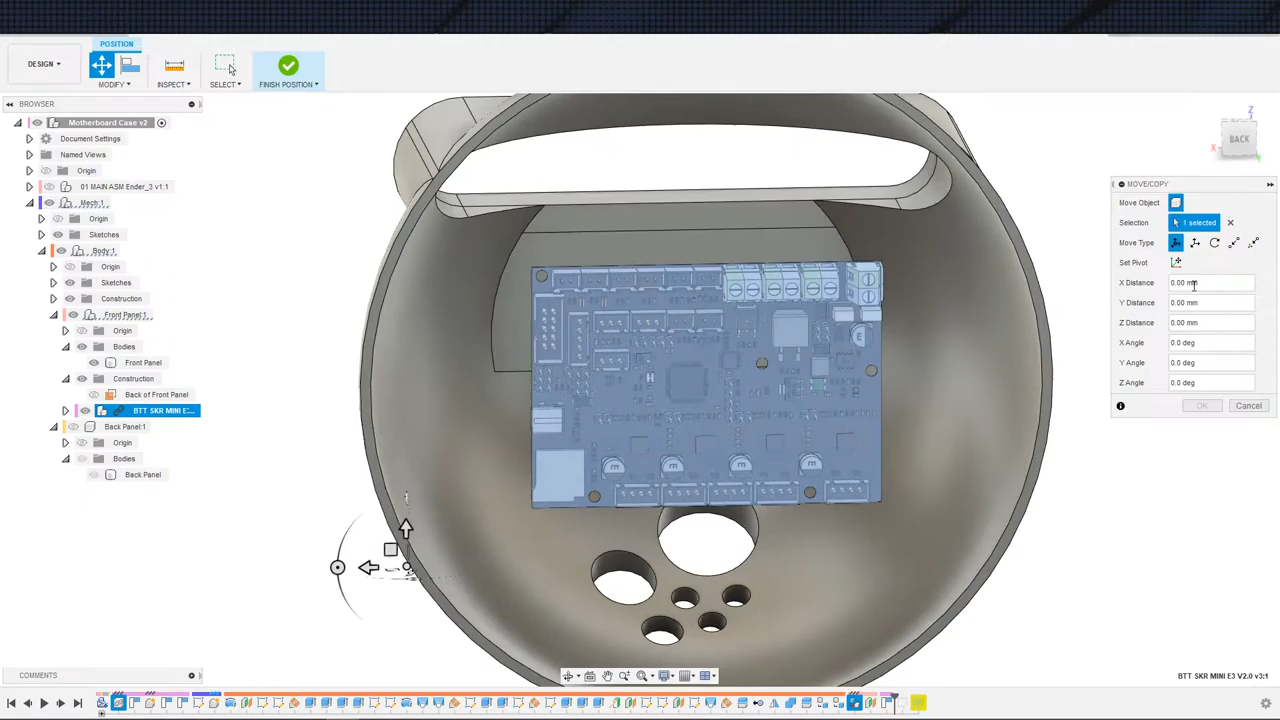 POSITION
DESIGN
MODIFY
INSPECT
SELECT
FINISH POSITION
BROWSER
Motherboard Case v2
Document Settings
Named Views
Origin
01 MAIN ASM Ender_3 v1:1
Mech:1
Origin
Sketches
Body:1
Origin
Sketches
Construction
Front Panel:1
Origin
Bodies
Front Panel
Construction
Back of Front Panel
BTT SKR MINI E...
Back Panel:1
Origin
Bodies
Back Panel
COMMENTS
Z
BACK
X
Y
MOVE/COPY
Move Object
Selection
1 selected
Move Type
Set Pivot
X Distance
0.00 mm
Y Distance
0.00 mm
Z Distance
0.00 mm
X Angle
0.0 deg
Y Angle
0.0 deg
Z Angle
0.0 deg
OK
Cancel
BTT SKR MINI E3 V2.0 v3:1